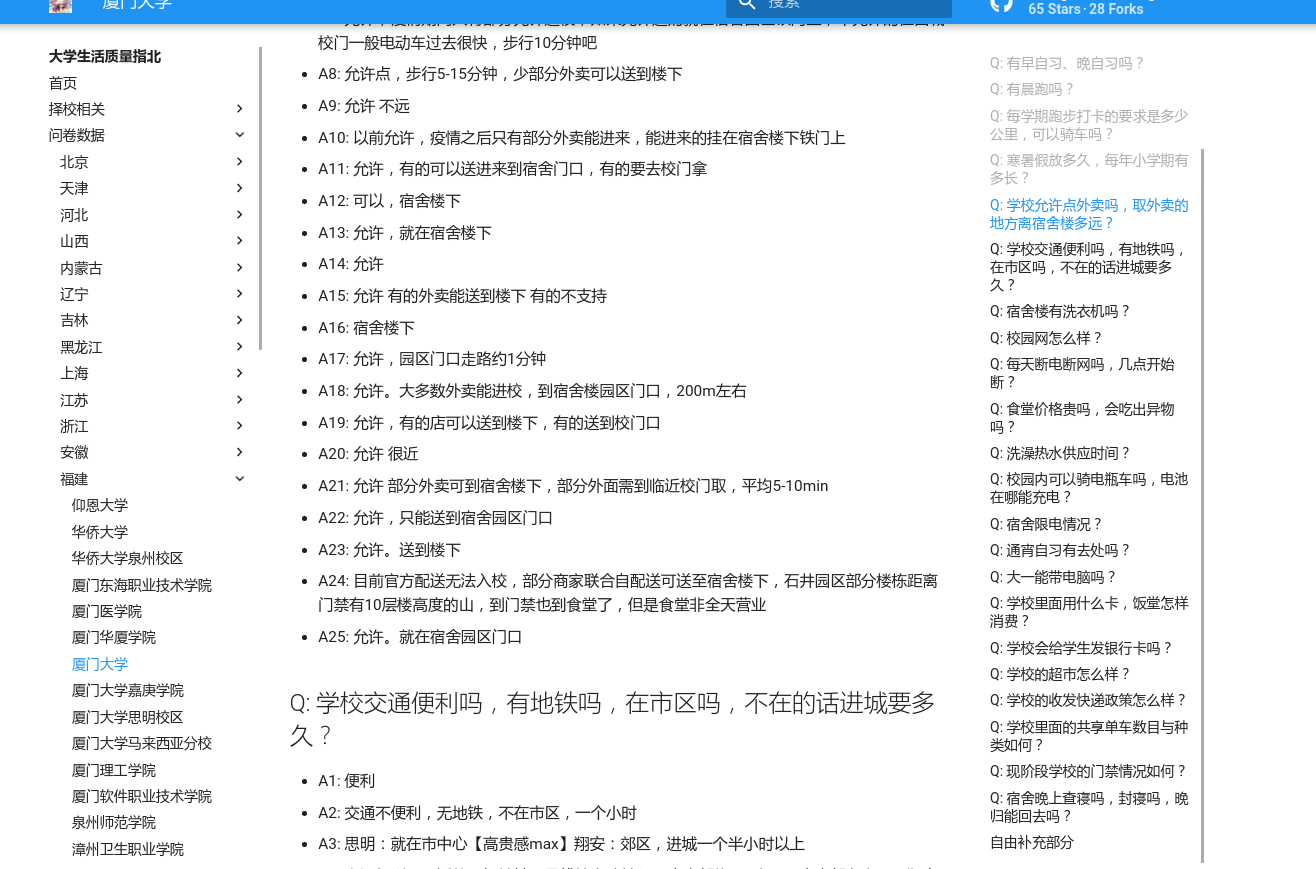 厦门大学
搜索
65 Stars · 28 Forks
大学生活质量指北
首页
择校相关
问卷数据
北京
天津
河北
山西
内蒙古
辽宁
吉林
黑龙江
上海
江苏
浙江
安徽
福建
仰恩大学
华侨大学
华侨大学泉州校区
厦门东海职业技术学院
厦门医学院
厦门华厦学院
厦门大学
厦门大学嘉庚学院
厦门大学思明校区
厦门大学马来西亚分校
厦门理工学院
厦门软件职业技术学院
泉州师范学院
漳州卫生职业学院
校门一般电动车过去很快，步行10分钟吧
A8: 允许点，步行5-15分钟，少部分外卖可以送到楼下
A9: 允许 不远
A10: 以前允许，疫情之后只有部分外卖能进来，能进来的挂在宿舍楼下铁门上
A11: 允许，有的可以送进来到宿舍门口，有的要去校门拿
A12: 可以，宿舍楼下
A13: 允许，就在宿舍楼下
A14: 允许
A15: 允许 有的外卖能送到楼下 有的不支持
A16: 宿舍楼下
A17: 允许，园区门口走路约1分钟
A18: 允许。大多数外卖能进校，到宿舍楼园区门口，200m左右
A19: 允许，有的店可以送到楼下，有的送到校门口
A20: 允许 很近
A21: 允许 部分外卖可到宿舍楼下，部分外面需到临近校门取，平均5-10min
A22: 允许，只能送到宿舍园区门口
A23: 允许。送到楼下
A24: 目前官方配送无法入校，部分商家联合自配送可送至宿舍楼下，石井园区部分楼栋距离
门禁有10层楼高度的山，到门禁也到食堂了，但是食堂非全天营业
A25: 允许。就在宿舍园区门口
Q: 学校交通便利吗，有地铁吗，在市区吗，不在的话进城要多
久？
A1: 便利
A2: 交通不便利，无地铁，不在市区，一个小时
A3: 思明：就在市中心【高贵感max】翔安：郊区，进城一个半小时以上
Q: 有早自习、晚自习吗？
Q: 有晨跑吗？
Q: 每学期跑步打卡的要求是多少
公里，可以骑车吗？
Q: 寒暑假放多久，每年小学期有
多长？
Q: 学校允许点外卖吗，取外卖的
地方离宿舍楼多远？
Q: 学校交通便利吗，有地铁吗，
在市区吗，不在的话进城要多
久？
Q: 宿舍楼有洗衣机吗？
Q: 校园网怎么样？
Q: 每天断电断网吗，几点开始
断？
Q: 食堂价格贵吗，会吃出异物
吗？
Q: 洗澡热水供应时间？
Q: 校园内可以骑电瓶车吗，电池
在哪能充电？
Q: 宿舍限电情况？
Q: 通宵自习有去处吗？
Q: 大一能带电脑吗？
Q: 学校里面用什么卡，饭堂怎样
消费？
Q: 学校会给学生发银行卡吗？
Q: 学校的超市怎么样？
Q: 学校的收发快递政策怎么样？
Q: 学校里面的共享单车数目与种
类如何？
Q: 现阶段学校的门禁情况如何？
Q: 宿舍晚上查寝吗，封寝吗，晚
归能回去吗？
自由补充部分